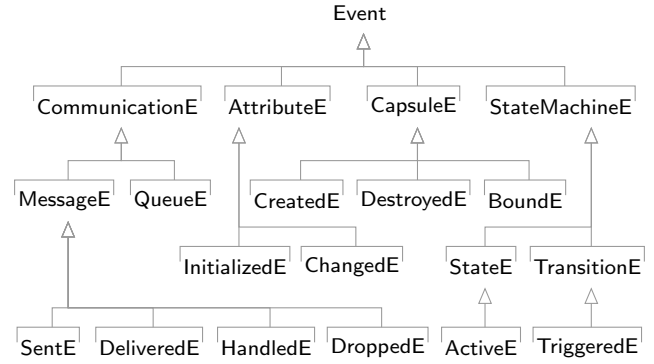 Event
CommunicationE AttributeE CapsuleE StateMachineE
MessageE QueueE CreatedE DestroyedE BoundE
InitializedE ChangedE StateE TransitionE
SentE DeliveredE HandledE DroppedE ActiveE TriggeredE